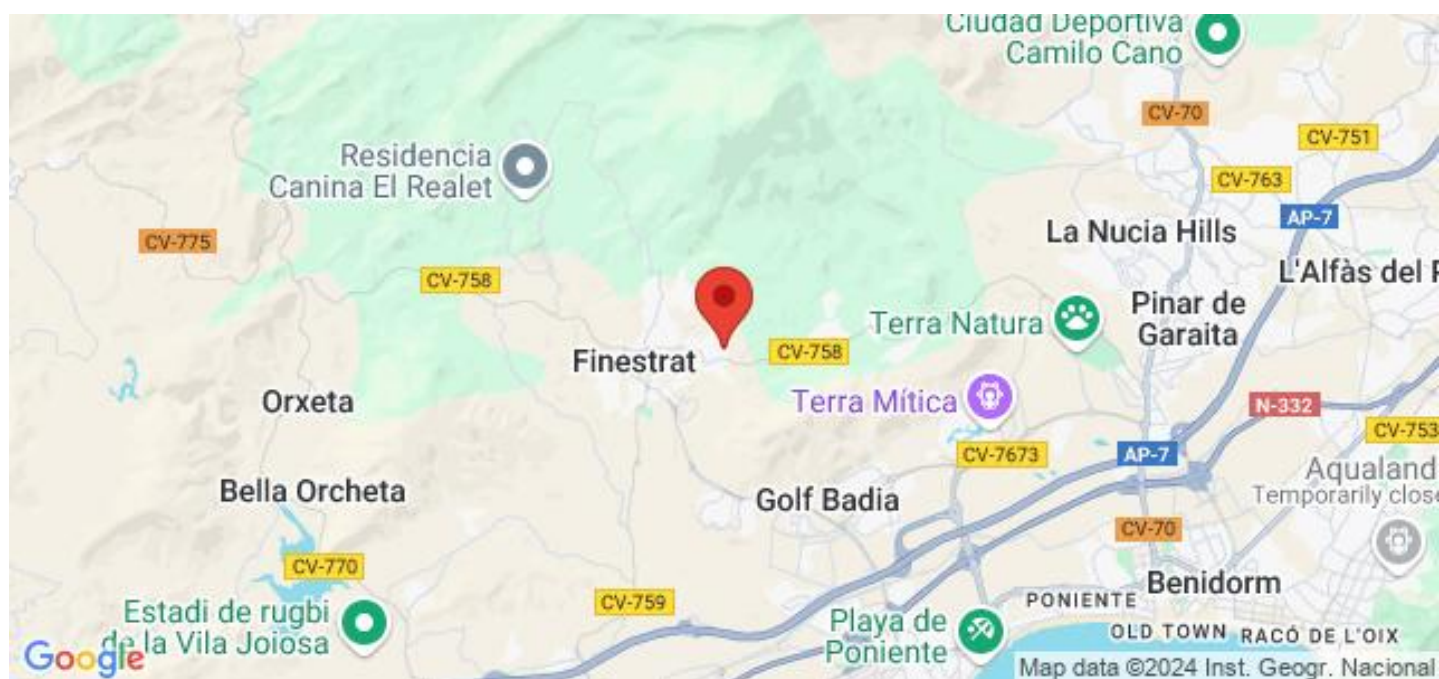 Ciudad Deportiva
Camilo Cano
CV-70
CV-751
Residencia
Canina El Realet
CV-763
AP-7
La Nucia Hills
CV-775
CV-758
L'Alfàs del
Terra Natura
Pinar de
Garaita
Finestrat
CV-758
Orxeta
Terra Mítica
N-332
CV-753
CV-7673
AP-7
Aqualand
Temporarily close
Bella Orcheta
Golf Badia
CV-70
CV-770
Benidorm
CV-759
PONIENTE
Estadi de rugbi
de la Vila Joiosa
Playa de
Poniente
OLD TOWN
RACÓ DE L'OIX
Google
Map data ©2024 Inst. Geogr. Nacional